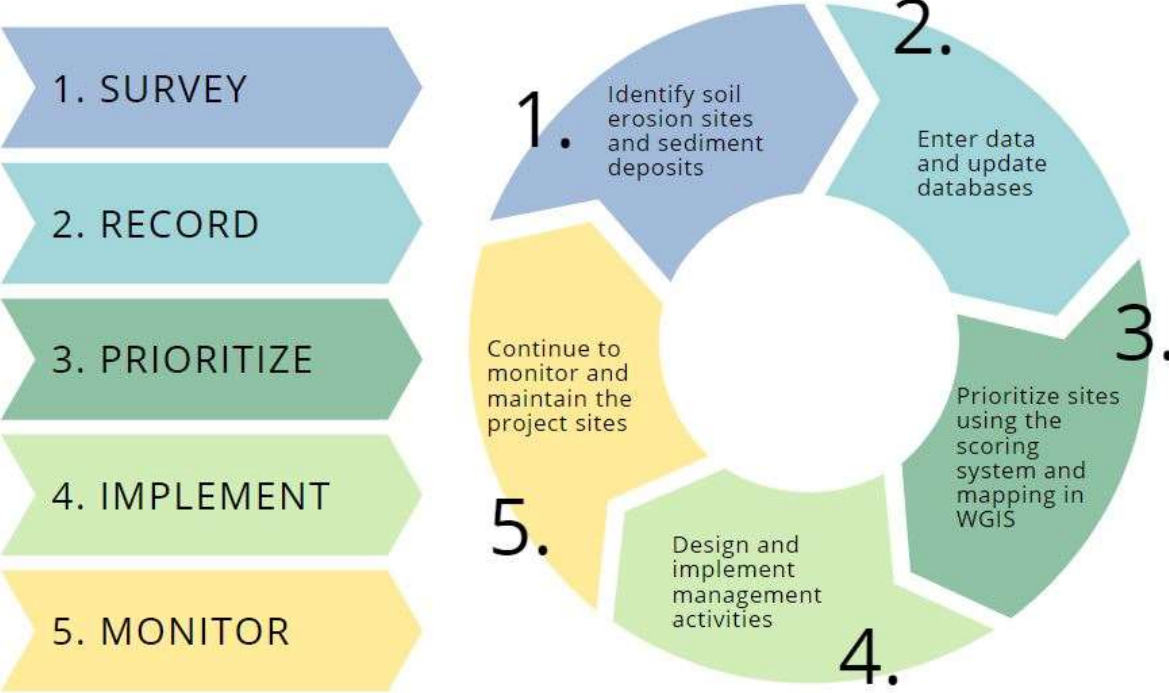 1. SURVEY
2. RECORD
3. PRIORITIZE
4. IMPLEMENT
5. MONITOR
1.
Identify soil
erosion sites
and sediment
deposits
2.
Enter data
and update
databases
3.
Prioritize sites
using the
scoring
system and
mapping in
WGIS
4.
Design and
implement
management
activities
5.
Continue to
monitor and
maintain the
project sites